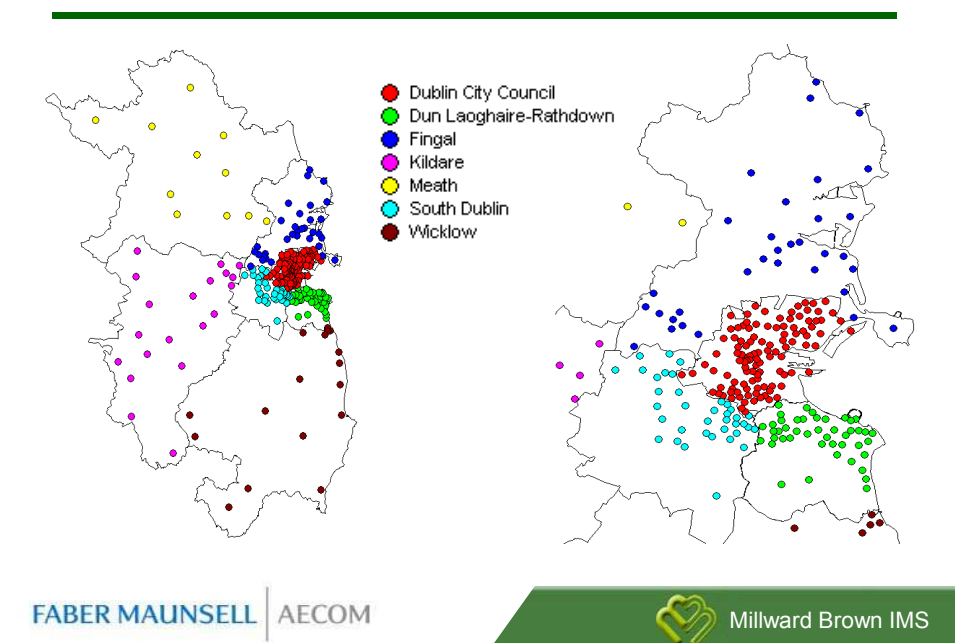 Dublin City Council
Dun Laoghaire-Rathdown
Fingal
Kildare
Meath
South Dublin
Wicklow
FABER MAUNSELL | AECOM
Millward Brown IMS